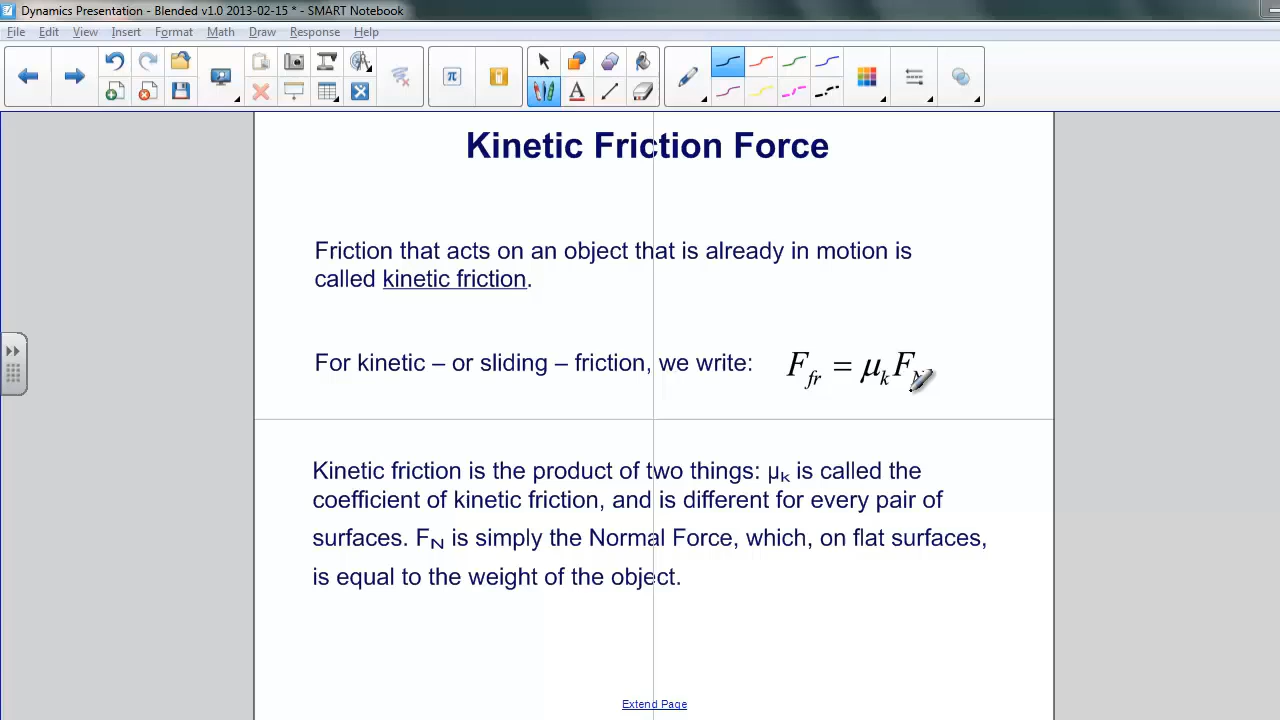 Dynamics Presentation - Blended v1.0 2013-02-15 * - SMART Notebook
File Edit View Insert Format Math Draw Response Help
π
A
Kinetic Friction Force
Friction that acts on an object that is already in motion is
called kinetic friction.
For kinetic – or sliding – friction, we write: F_fr = μ_k F_N
Kinetic friction is the product of two things: μₖ is called the
coefficient of kinetic friction, and is different for every pair of
surfaces. F_N is simply the Normal Force, which, on flat surfaces,
is equal to the weight of the object.
Extend Page